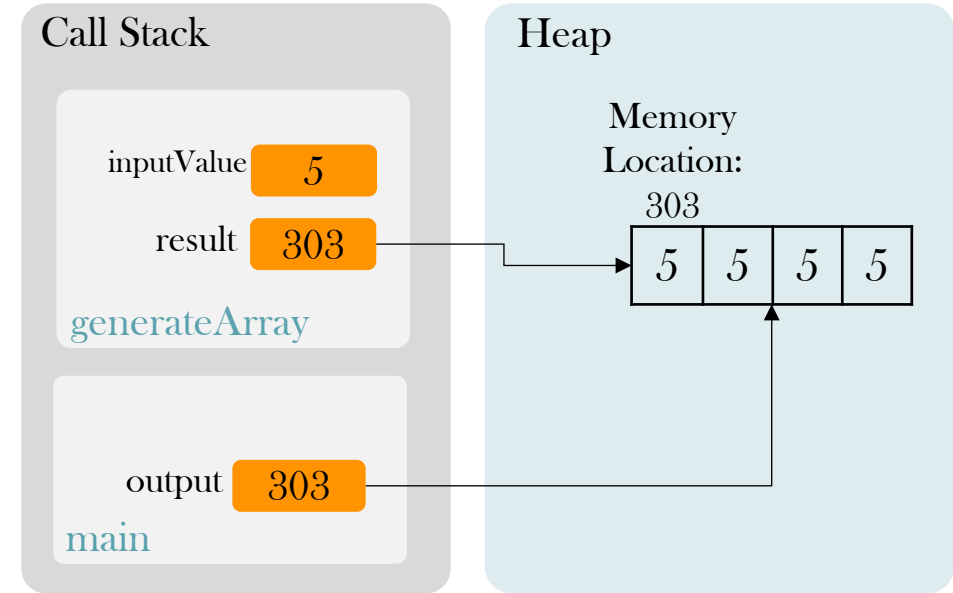 Call Stack
inputValue 5
result 303
generateArray
output 303
main
Heap
Memory
Location:
303
5 5 5 5